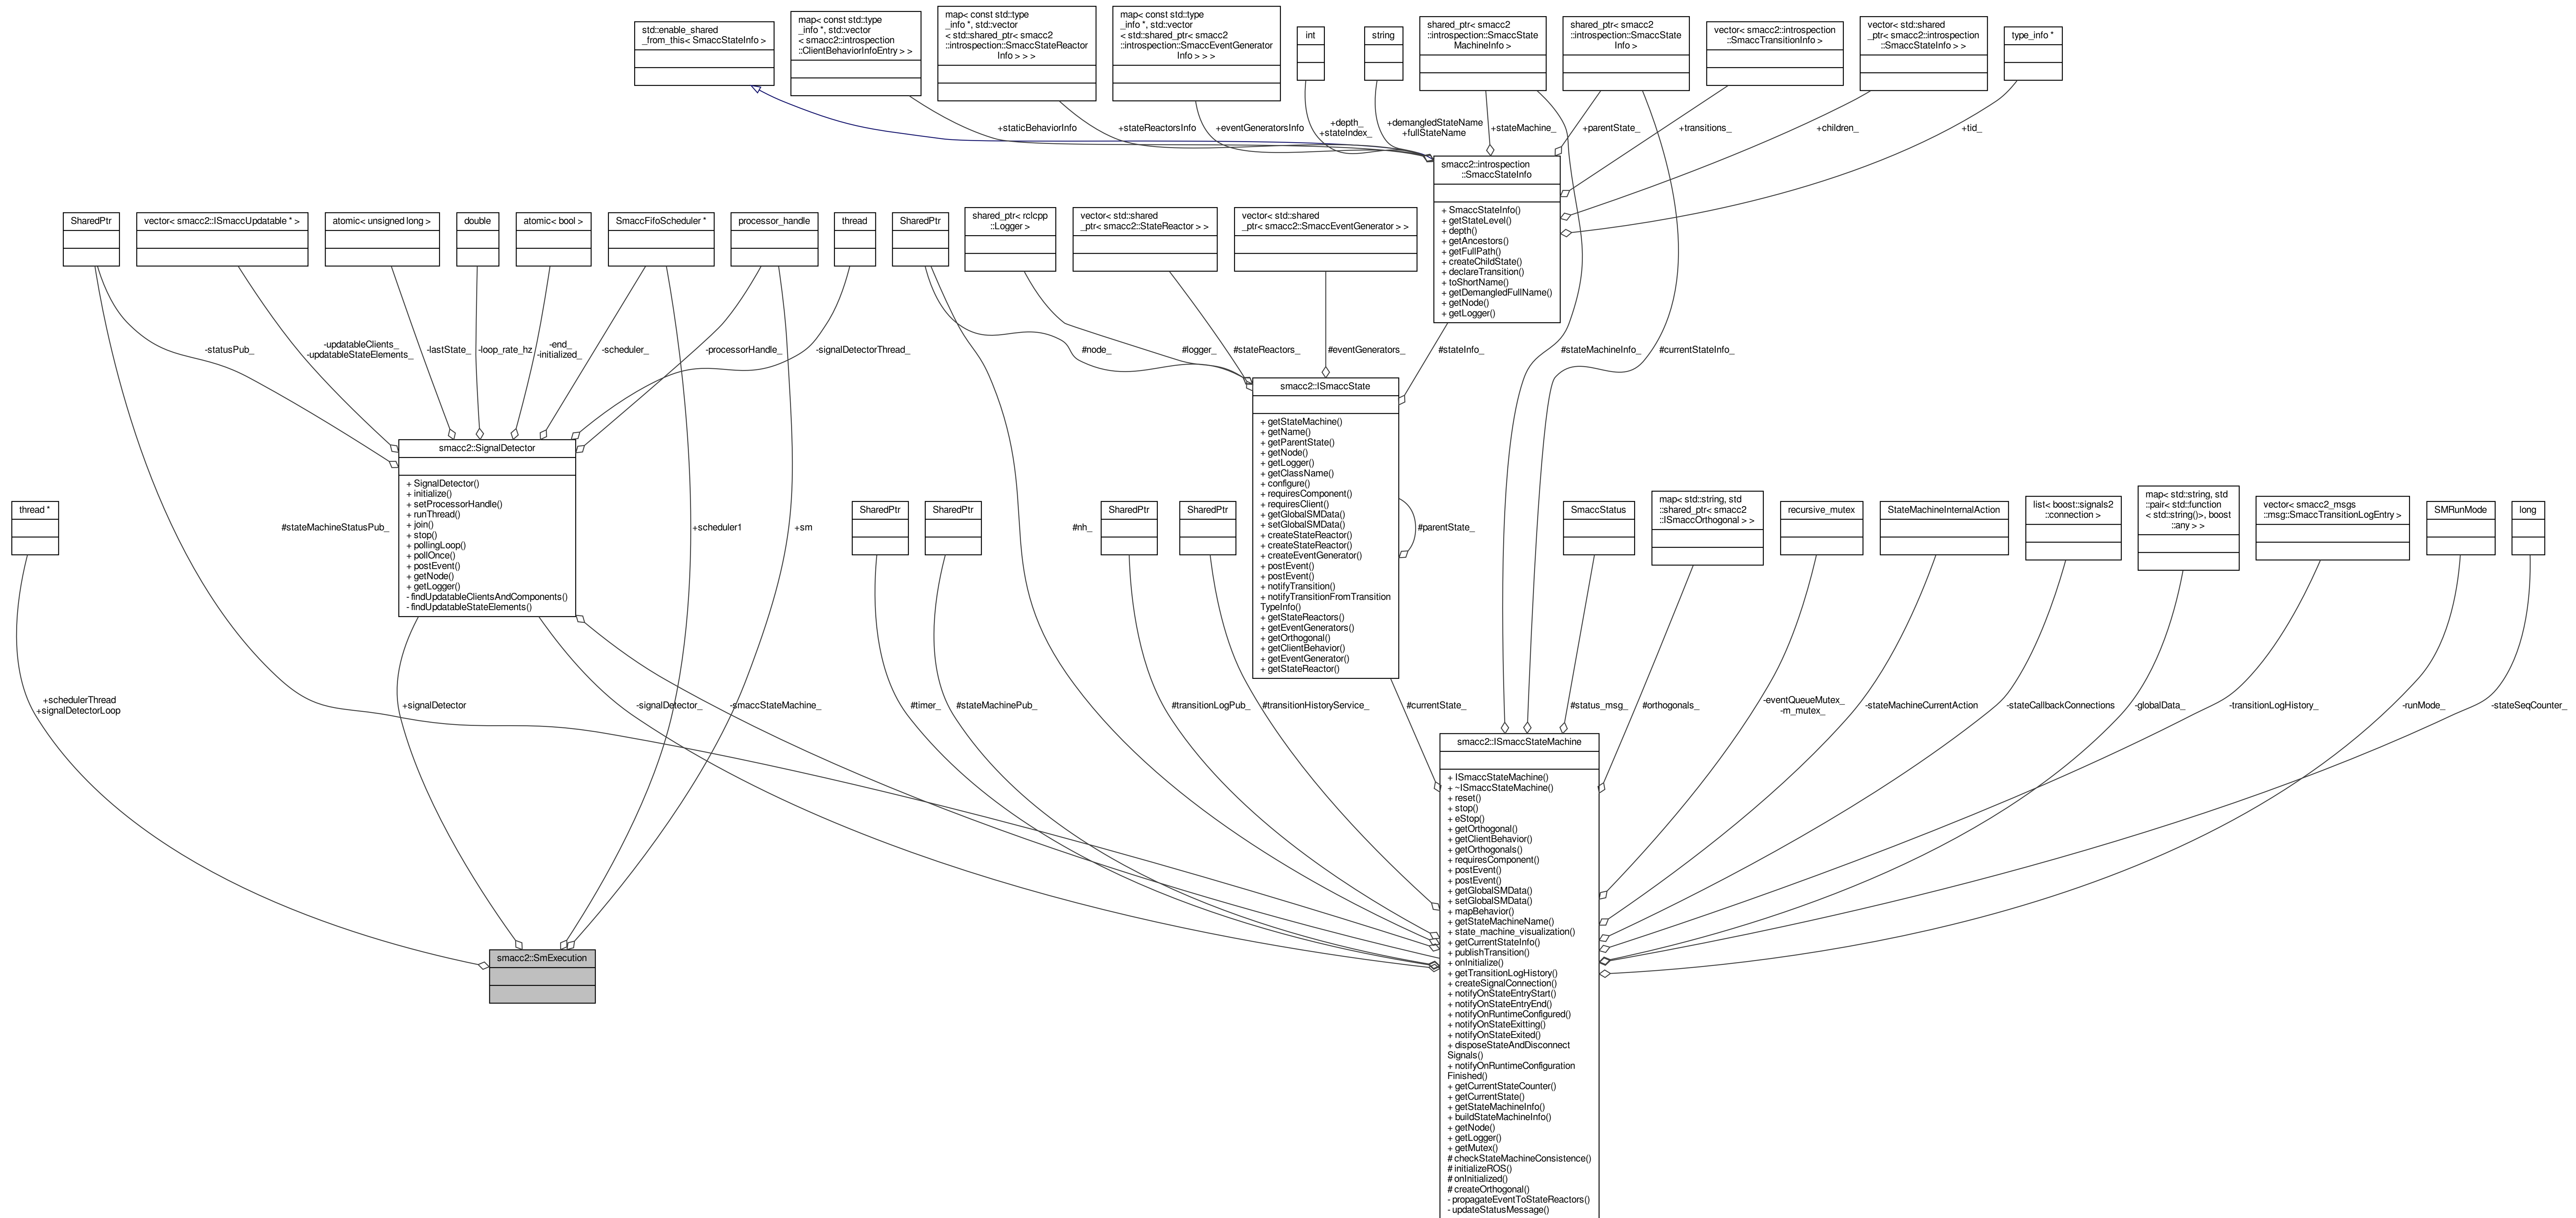 std::enable_shared
_from_this< SmaccStateInfo >
map< const std::type
_info *, std::vector
< smacc2::introspection
::ClientBehaviorInfoEntry > >
map< const std::type
_info *, std::vector
< std::shared_ptr< smacc2
::introspection::SmaccStateReactor
Info > > >
map< const std::type
_info *, std::vector
< std::shared_ptr< smacc2
::introspection::SmaccEventGenerator
Info > > >
int
string
shared_ptr< smacc2
::introspection::SmaccState
MachineInfo >
shared_ptr< smacc2
::introspection::SmaccState
Info >
vector< smacc2::introspection
::SmaccTransitionInfo >
vector< std::shared
_ptr< smacc2::introspection
::SmaccStateInfo > >
type_info *
+staticBehaviorInfo
+stateReactorsInfo
+eventGeneratorsInfo
+depth_
+stateIndex_
+demangledStateName
+fullStateName
+stateMachine_
+parentState_
+transitions_
+children_
+tid_
smacc2::introspection
::SmaccStateInfo
+ SmaccStateInfo()
+ getStateLevel()
+ depth()
+ getAncestors()
+ getFullPath()
+ createChildState()
+ declareTransition()
+ toShortName()
+ getDemangledFullName()
+ getNode()
+ getLogger()
SharedPtr
vector< smacc2::ISmaccUpdatable * >
atomic< unsigned long >
double
atomic< bool >
SmaccFifoScheduler *
processor_handle
thread
SharedPtr
shared_ptr< rclcpp
::Logger >
vector< std::shared
_ptr< smacc2::StateReactor > >
vector< std::shared
_ptr< smacc2::SmaccEventGenerator > >
-statusPub_
-updatableClients_
-updatableStateElements_
-lastState_
-loop_rate_hz
-end_
-initialized_
-scheduler_
-processorHandle_
-signalDetectorThread_
#node_
#logger_
#stateReactors_
#eventGenerators_
#stateInfo_
#stateMachineInfo_
#currentStateInfo_
smacc2::ISmaccState
+ getStateMachine()
+ getName()
+ getParentState()
+ getNode()
+ getLogger()
+ getClassName()
+ configure()
+ requiresComponent()
+ requiresClient()
+ getGlobalSMData()
+ setGlobalSMData()
+ createStateReactor()
+ createStateReactor()
+ createEventGenerator()
+ postEvent()
+ postEvent()
+ notifyTransition()
+ notifyTransitionFromTransition
TypeInfo()
+ getStateReactors()
+ getEventGenerators()
+ getOrthogonal()
+ getClientBehavior()
+ getEventGenerator()
+ getStateReactor()
#parentState_
smacc2::SignalDetector
+ SignalDetector()
+ initialize()
+ setProcessorHandle()
+ runThread()
+ join()
+ stop()
+ pollingLoop()
+ pollOnce()
+ postEvent()
+ getNode()
+ getLogger()
- findUpdatableClientsAndComponents()
- findUpdatableStateElements()
thread *
#stateMachineStatusPub_
+scheduler1
+sm
SharedPtr
SharedPtr
#nh_
SharedPtr
SharedPtr
SmaccStatus
map< std::string, std
::shared_ptr< smacc2
::ISmaccOrthogonal > >
recursive_mutex
StateMachineInternalAction
list< boost::signals2
::connection >
map< std::string, std
::pair< std::function
< std::string()>, boost
::any > >
vector< smacc2_msgs
::msg::SmaccTransitionLogEntry >
SMRunMode
long
+schedulerThread
+signalDetectorLoop
+signalDetector
-signalDetector_
-smaccStateMachine_
#timer_
#stateMachinePub_
#transitionLogPub_
#transitionHistoryService_
#currentState_
#status_msg_
#orthogonals_
-eventQueueMutex_
-m_mutex_
-stateMachineCurrentAction
-stateCallbackConnections
-globalData_
-transitionLogHistory_
-runMode_
-stateSeqCounter_
smacc2::ISmaccStateMachine
+ ISmaccStateMachine()
+ ~ISmaccStateMachine()
+ reset()
+ stop()
+ eStop()
+ getOrthogonal()
+ getClientBehavior()
+ getOrthogonals()
+ requiresComponent()
+ postEvent()
+ postEvent()
+ getGlobalSMData()
+ setGlobalSMData()
+ mapBehavior()
+ getStateMachineName()
+ state_machine_visualization()
+ getCurrentStateInfo()
+ publishTransition()
+ onInitialize()
+ getTransitionLogHistory()
+ createSignalConnection()
+ notifyOnStateEntryStart()
+ notifyOnStateEntryEnd()
+ notifyOnRuntimeConfigured()
+ notifyOnStateExitting()
+ notifyOnStateExited()
+ disposeStateAndDisconnect
Signals()
+ notifyOnRuntimeConfiguration
Finished()
+ getCurrentStateCounter()
+ getCurrentState()
+ getStateMachineInfo()
+ buildStateMachineInfo()
+ getNode()
+ getLogger()
+ getMutex()
# checkStateMachineConsistence()
# initializeROS()
# onInitialized()
# createOrthogonal()
- propagateEventToStateReactors()
- updateStatusMessage()
smacc2::SmExecution